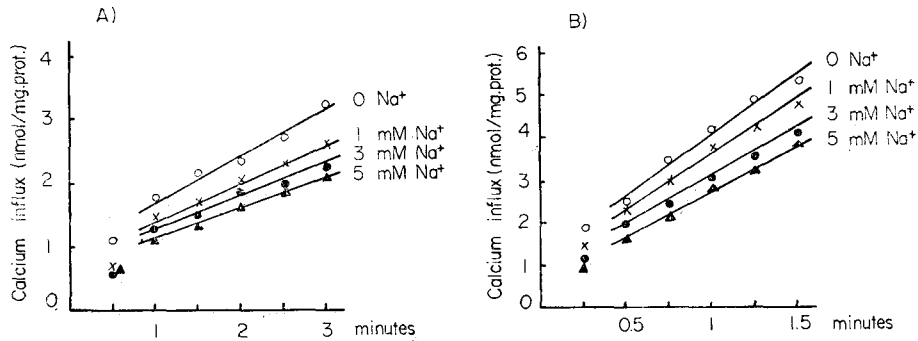 A)
Calcium influx (nmol/mg.prot.)
4
3
2
1
0
1
2
3
minutes
0 Na⁺
1 mM Na⁺
3 mM Na⁺
5 mM Na⁺
B)
Calcium influx (nmol/mg.prot.)
6
5
4
3
2
1
0
0.5
1
1.5
minutes
0 Na⁺
1 mM Na⁺
3 mM Na⁺
5 mM Na⁺